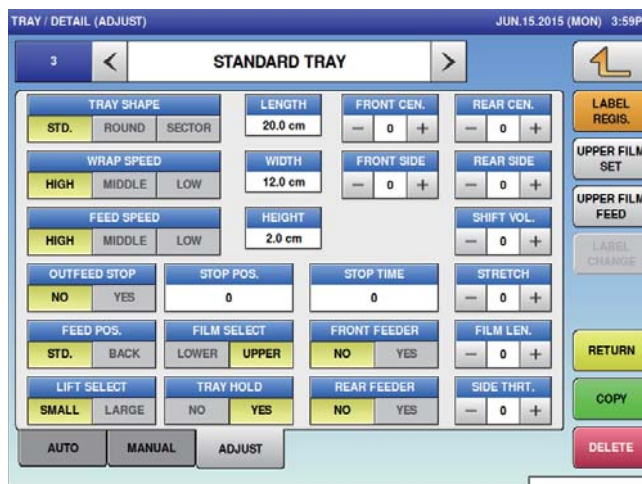 TRAY / DETAIL (ADJUST) JUN.15.2015 (MON) 3:59P
3 < STANDARD TRAY >
TRAY SHAPE LENGTH FRONT CEN. REAR CEN. LABEL
STD. ROUND SECTOR 20.0 cm − 0 + − 0 + REGIS.
WRAP SPEED WIDTH FRONT SIDE REAR SIDE UPPER FILM
HIGH MIDDLE LOW 12.0 cm − 0 + − 0 + SET
FEED SPEED HEIGHT SHIFT VOL. UPPER FILM
HIGH MIDDLE LOW 2.0 cm − 0 + FEED
OUTFEED STOP STOP POS. STOP TIME STRETCH LABEL
NO YES 0 0 − 0 + CHANGE
FEED POS. FILM SELECT FRONT FEEDER FILM LEN.
STD. BACK LOWER UPPER NO YES − 0 + RETURN
LIFT SELECT TRAY HOLD REAR FEEDER SIDE THRT.
SMALL LARGE NO YES NO YES − 0 + COPY
AUTO MANUAL ADJUST DELETE